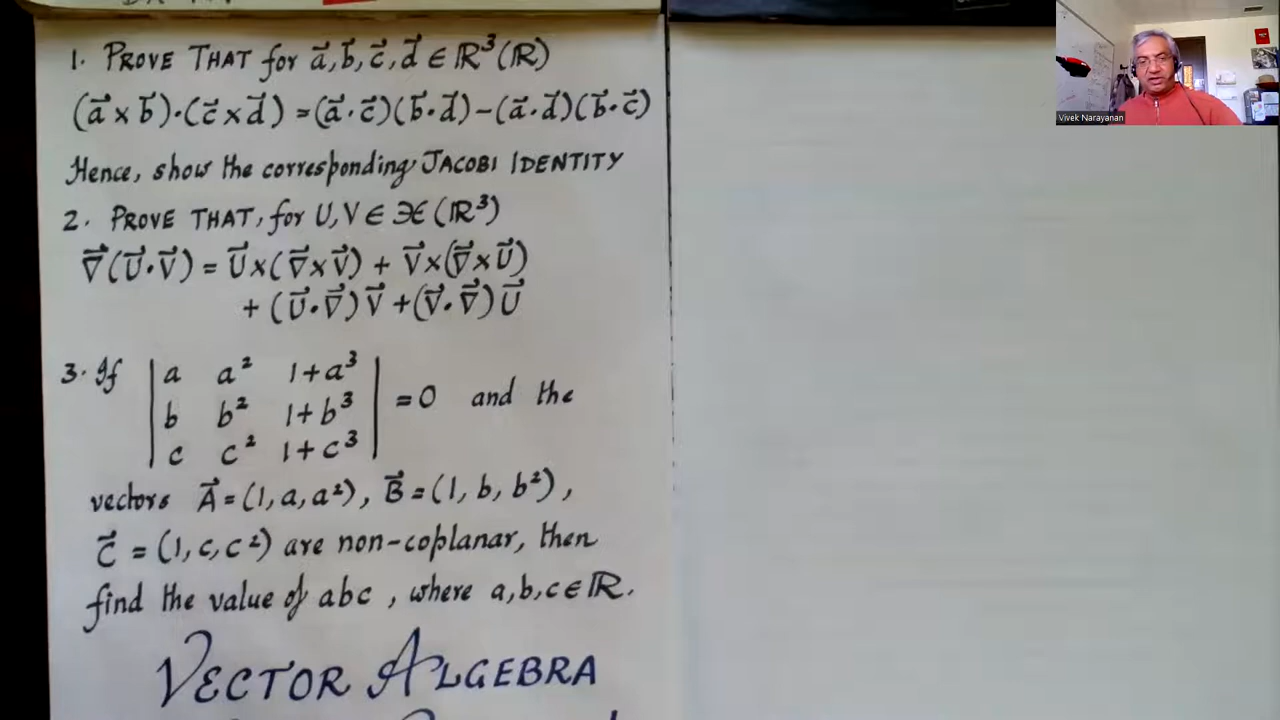 1. PROVE THAT for a⃗, b⃗, c⃗, d⃗ ∈ ℝ³(ℝ)
(a⃗ × b⃗)·(c⃗ × d⃗) = (a⃗·c⃗)(b⃗·d⃗) − (a⃗·d⃗)(b⃗·c⃗)
Hence, show the corresponding JACOBI IDENTITY
2. PROVE THAT, for U, V ∈ ϶ϵ(ℝ³)
∇⃗(U⃗·V⃗) = U⃗×(∇⃗×V⃗) + V⃗×(∇⃗×U⃗)
+ (U⃗·∇⃗)V⃗ + (V⃗·∇⃗)U⃗
3. If | a a² 1+a³ |
| b b² 1+b³ | = 0 and the
| c c² 1+c³ |
vectors A⃗ = (1, a, a²), B⃗ = (1, b, b²),
C⃗ = (1, c, c²) are non-coplanar, then
find the value of abc, where a, b, c ∈ ℝ.
VECTOR ALGEBRA
Vivek Narayanan